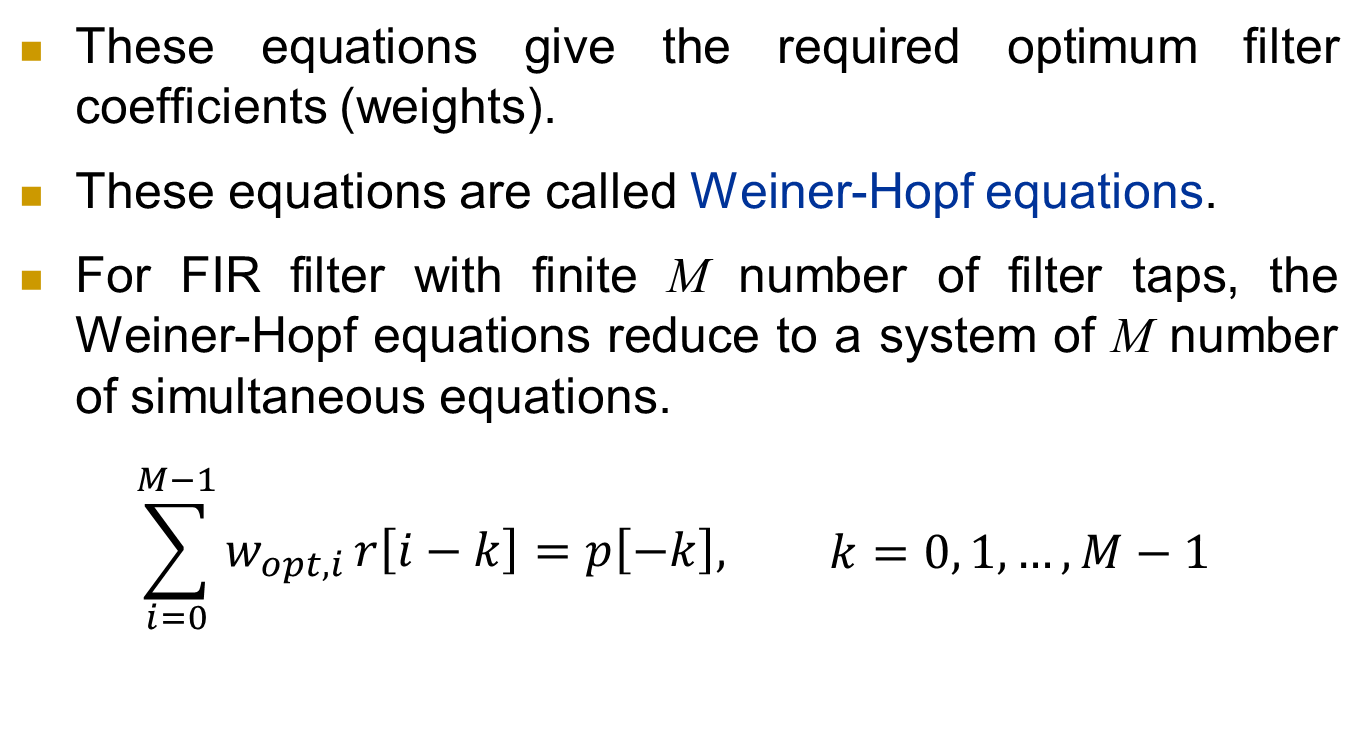 These equations give the required optimum filter
coefficients (weights).
These equations are called Weiner-Hopf equations.
For FIR filter with finite M number of filter taps, the
Weiner-Hopf equations reduce to a system of M number
of simultaneous equations.
M−1
∑ w_{opt,i} r[i − k] = p[−k], k = 0, 1, … , M − 1
i=0